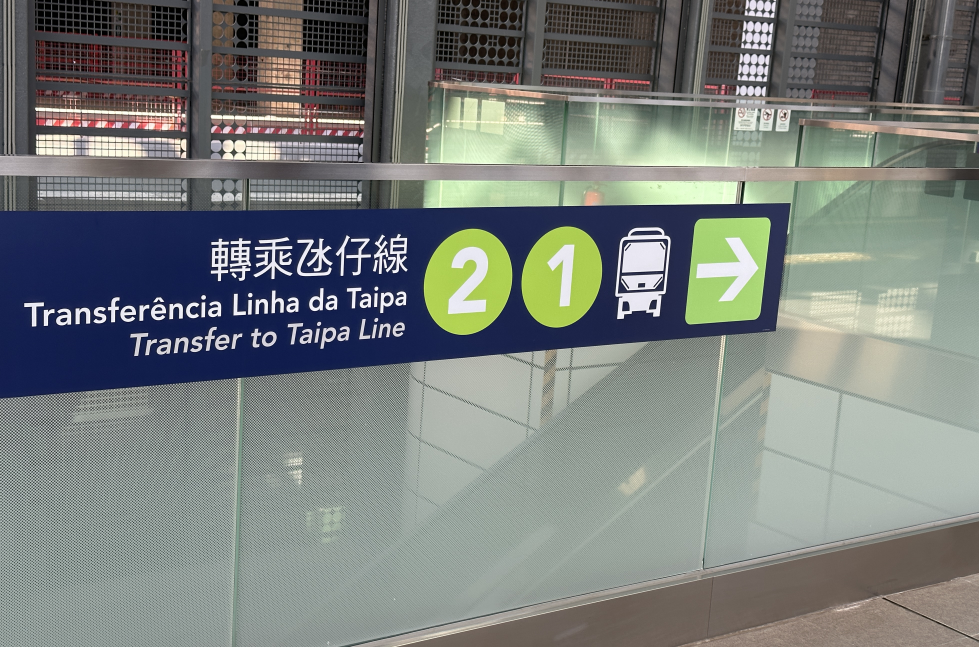 轉乘氹仔線
Transferência Linha da Taipa
Transfer to Taipa Line
2 1